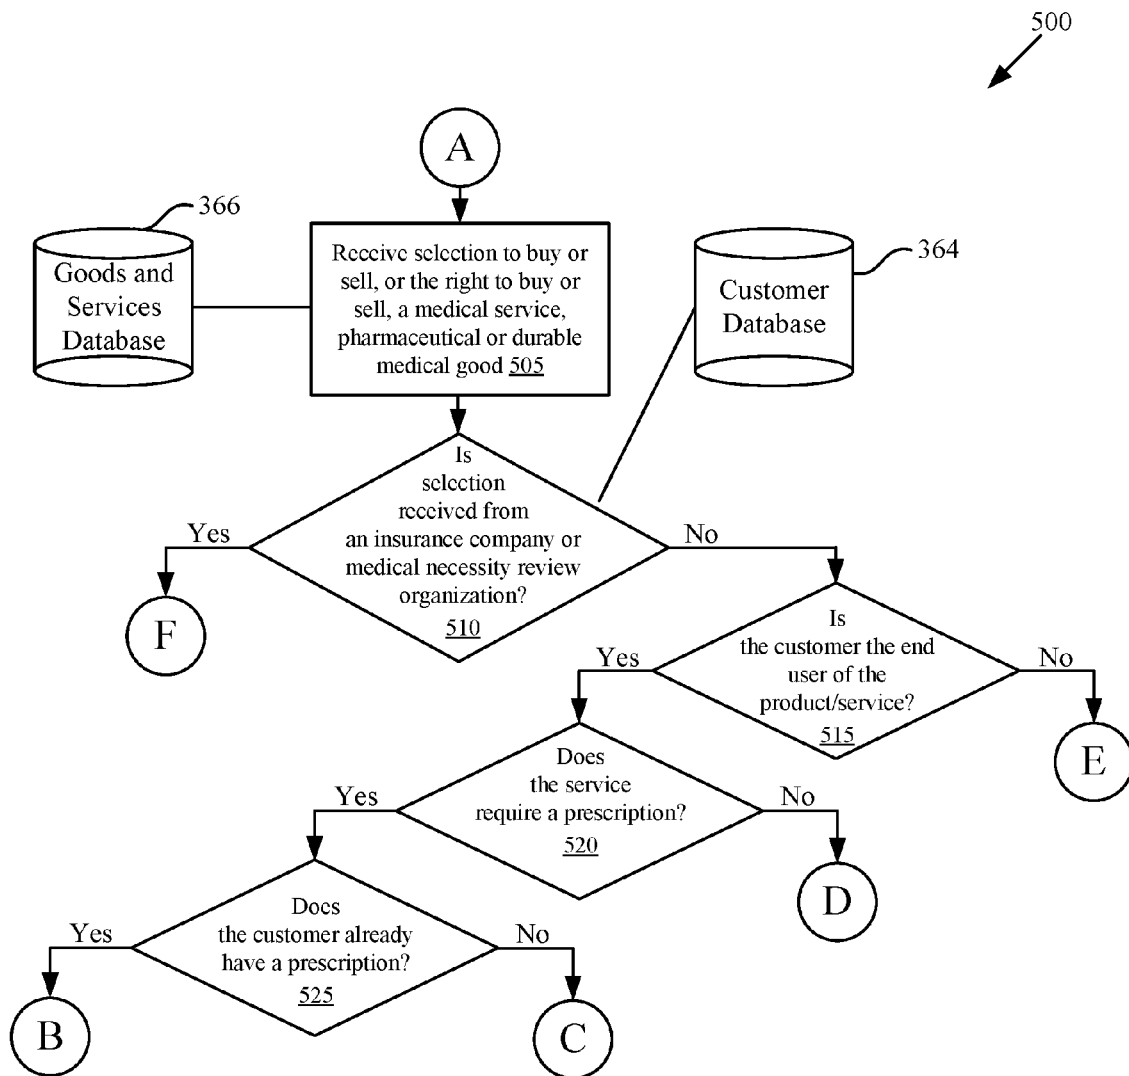 500
A
366
Goods and
Services
Database
Receive selection to buy or
sell, or the right to buy or
sell, a medical service,
pharmaceutical or durable
medical good 505
364
Customer
Database
Is
selection
received from
an insurance company or
medical necessity review
organization?
510
Yes
No
F
Is
the customer the end
user of the
product/service?
515
Yes
No
E
Does
the service
require a prescription?
520
Yes
No
D
Does
the customer already
have a prescription?
525
Yes
No
B
C